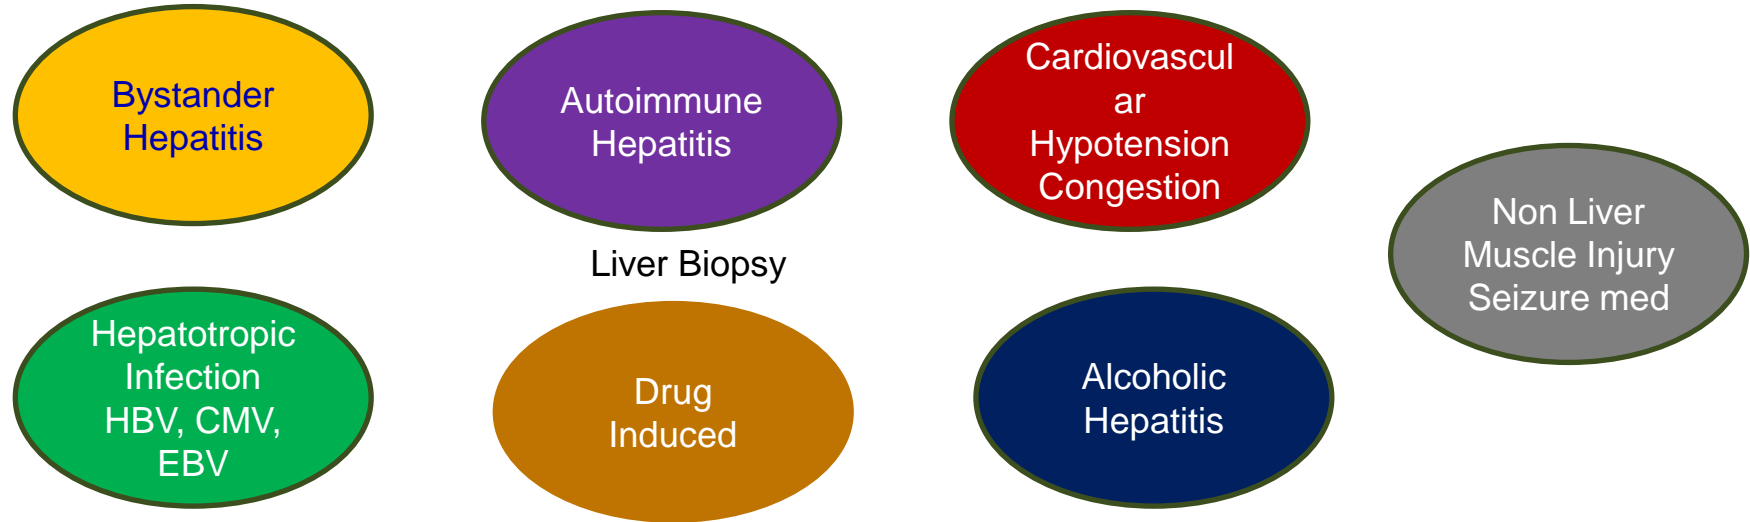 Bystander
Hepatitis
Autoimmune
Hepatitis
Cardiovascul
ar
Hypotension
Congestion
Non Liver
Muscle Injury
Seizure med
Liver Biopsy
Hepatotropic
Infection
HBV, CMV,
EBV
Drug
Induced
Alcoholic
Hepatitis